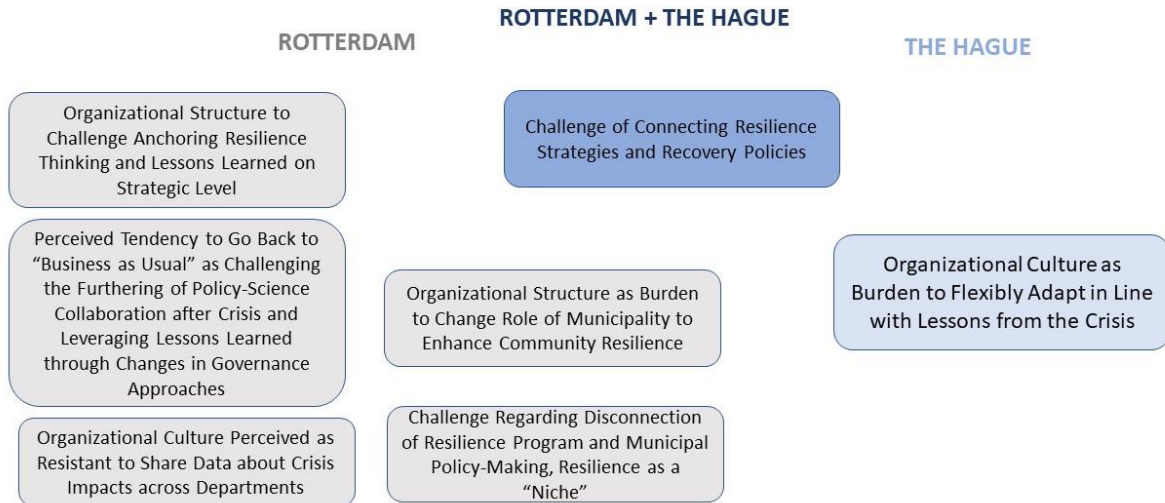 ROTTERDAM + THE HAGUE
ROTTERDAM
THE HAGUE
Organizational Structure to
Challenge Anchoring Resilience
Thinking and Lessons Learned on
Strategic Level
Challenge of Connecting Resilience
Strategies and Recovery Policies
Perceived Tendency to Go Back to
“Business as Usual” as Challenging
the Furthering of Policy-Science
Collaboration after Crisis and
Leveraging Lessons Learned
through Changes in Governance
Approaches
Organizational Structure as Burden
to Change Role of Municipality to
Enhance Community Resilience
Organizational Culture as
Burden to Flexibly Adapt in Line
with Lessons from the Crisis
Organizational Culture Perceived as
Resistant to Share Data about Crisis
Impacts across Departments
Challenge Regarding Disconnection
of Resilience Program and Municipal
Policy-Making, Resilience as a
“Niche”